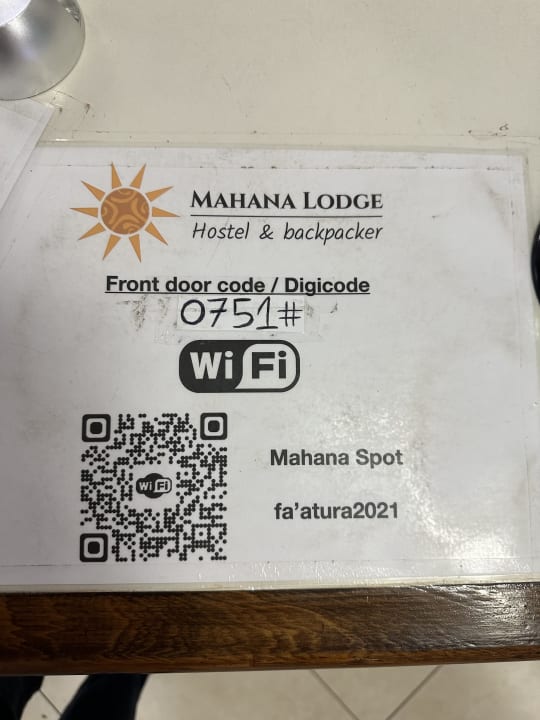 MAHANA LODGE
Hostel & backpacker
Front door code / Digicode
0751#
WiFi
WiFi
Mahana Spot
fa'atura2021